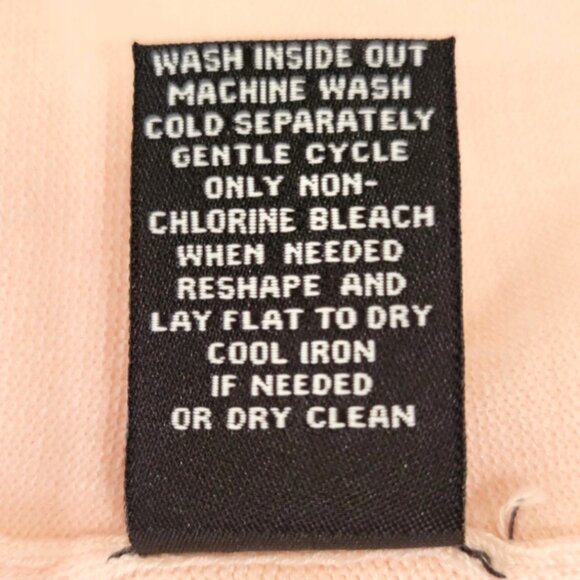 WASH INSIDE OUT
MACHINE WASH
COLD SEPARATELY
GENTLE CYCLE
ONLY NON-
CHLORINE BLEACH
WHEN NEEDED
RESHAPE AND
LAY FLAT TO DRY
COOL IRON
IF NEEDED
OR DRY CLEAN